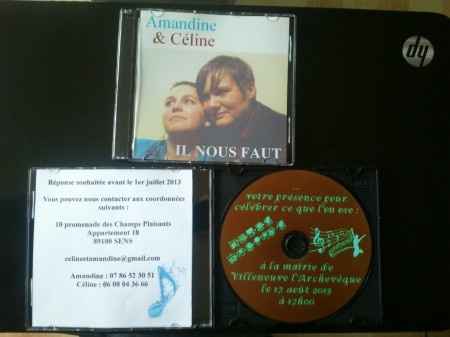 Amandine
& Céline
IL NOUS FAUT
hp
Réponse souhaitée avant le 1er juillet 2013
Vous pouvez nous contacter aux coordonnées
suivantes :
10 promenade des Champs Plaisants
Appartement 18
89100 SENS
celineetamandine@gmail.com
Amandine : 07 86 52 30 51
Céline : 06 08 04 36 66
votre présence pour
célébrer ce que l'on ose :
à la mairie de
Villeneuve l'Archevêque
le 17 août 2013
à 17h00